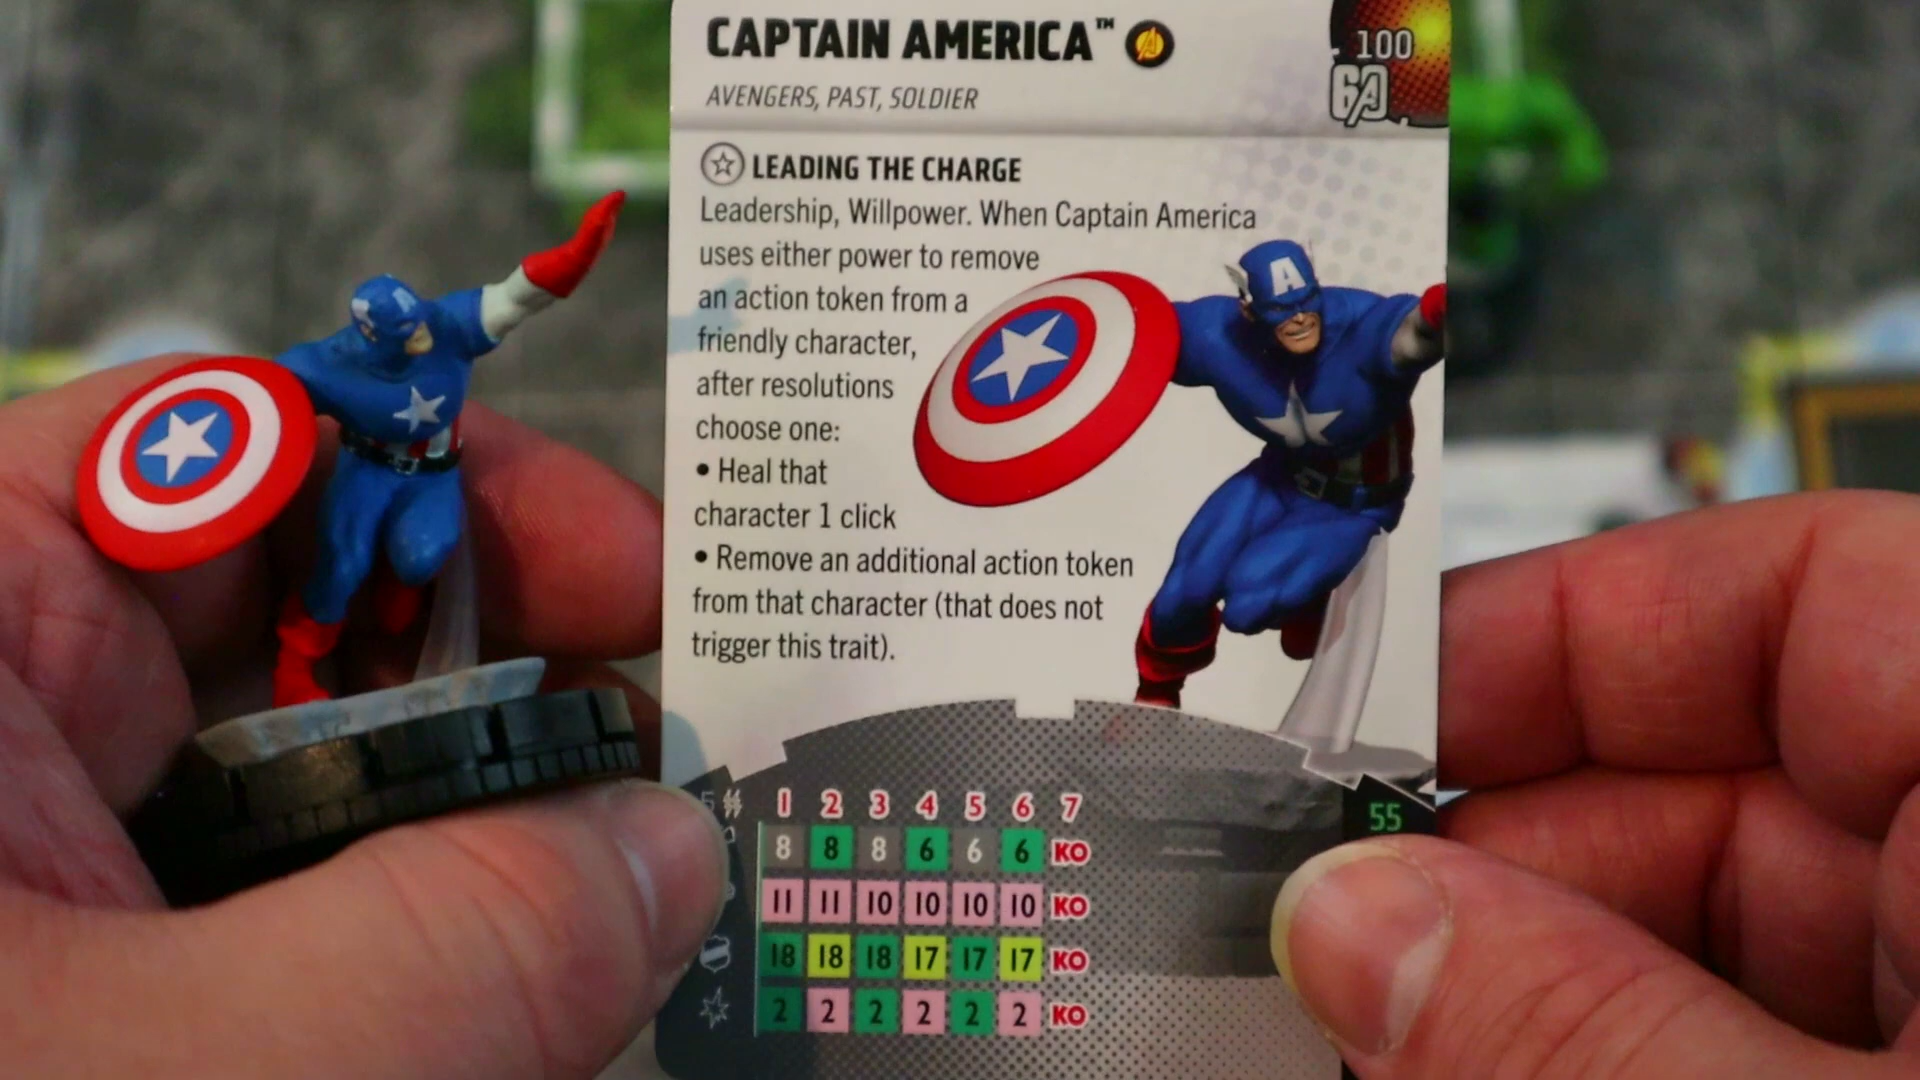 CAPTAIN AMERICA™
100
AVENGERS, PAST, SOLDIER
60
LEADING THE CHARGE
Leadership, Willpower. When Captain America
uses either power to remove
an action token from a
friendly character,
after resolutions
choose one:
• Heal that
character 1 click
• Remove an additional action token
from that character (that does not
trigger this trait).
A
A
1 2 3 4 5 6 7
55
8 8 8 6 6 6 KO
11 11 10 10 10 10 KO
18 18 18 17 17 17 KO
2 2 2 2 2 2 KO